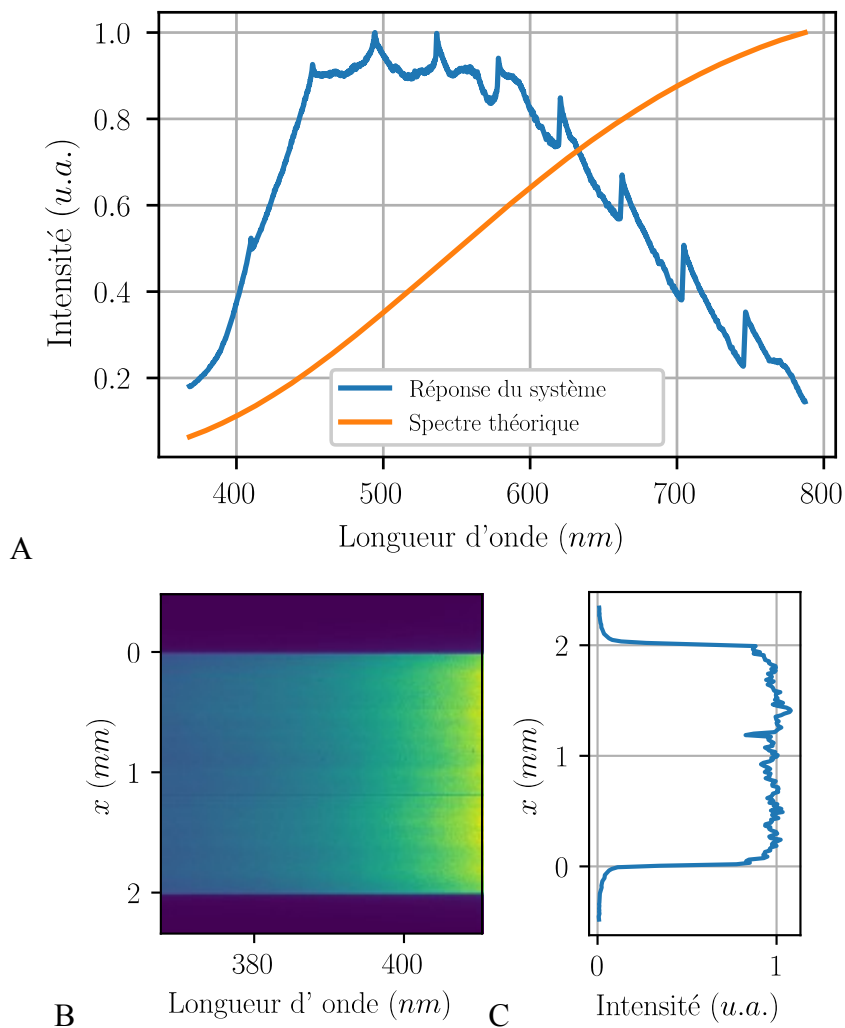 1.0
0.8
0.6
0.4
0.2
Intensité (u.a.)
Réponse du système
Spectre théorique
400 500 600 700 800
Longueur d'onde (nm)
A
0
1
2
x (mm)
380 400
Longueur d' onde (nm)
B
2
1
0
x (mm)
0 1
Intensité (u.a.)
C